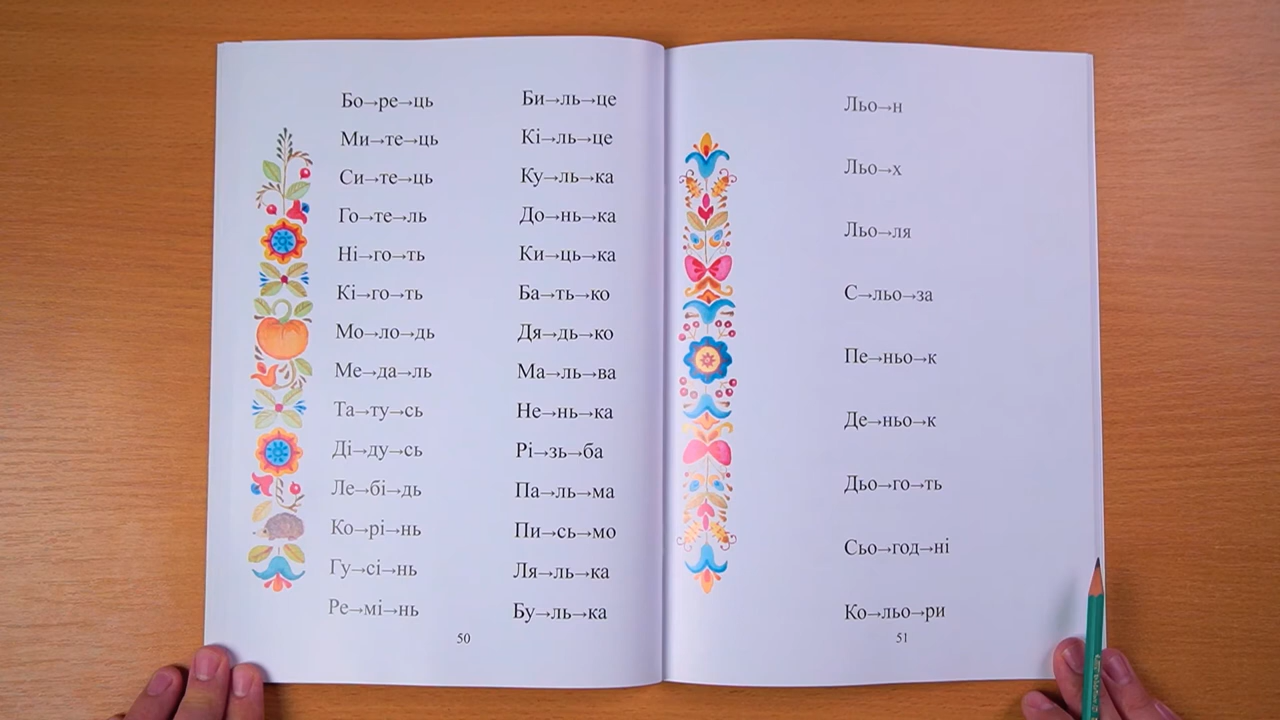 Бо→ре→ць
Ми→те→ць
Си→те→ць
Го→те→ль
Ні→го→ть
Кі→го→ть
Мо→ло→дь
Ме→да→ль
Та→ту→сь
Ді→ду→сь
Ле→бі→дь
Ко→рі→нь
Гу→сі→нь
Ре→мі→нь
Би→ль→це
Кі→ль→це
Ку→ль→ка
До→нь→ка
Ки→ць→ка
Ба→ть→ко
Дя→дь→ко
Ма→ль→ва
Не→нь→ка
Рі→зь→ба
Па→ль→ма
Пи→сь→мо
Ля→ль→ка
Бу→ль→ка
50
Льо→н
Льо→х
Льо→ля
С→льо→за
Пе→ньо→к
Де→ньо→к
Дьо→го→ть
Сьо→год→ні
Ко→льо→ри
51